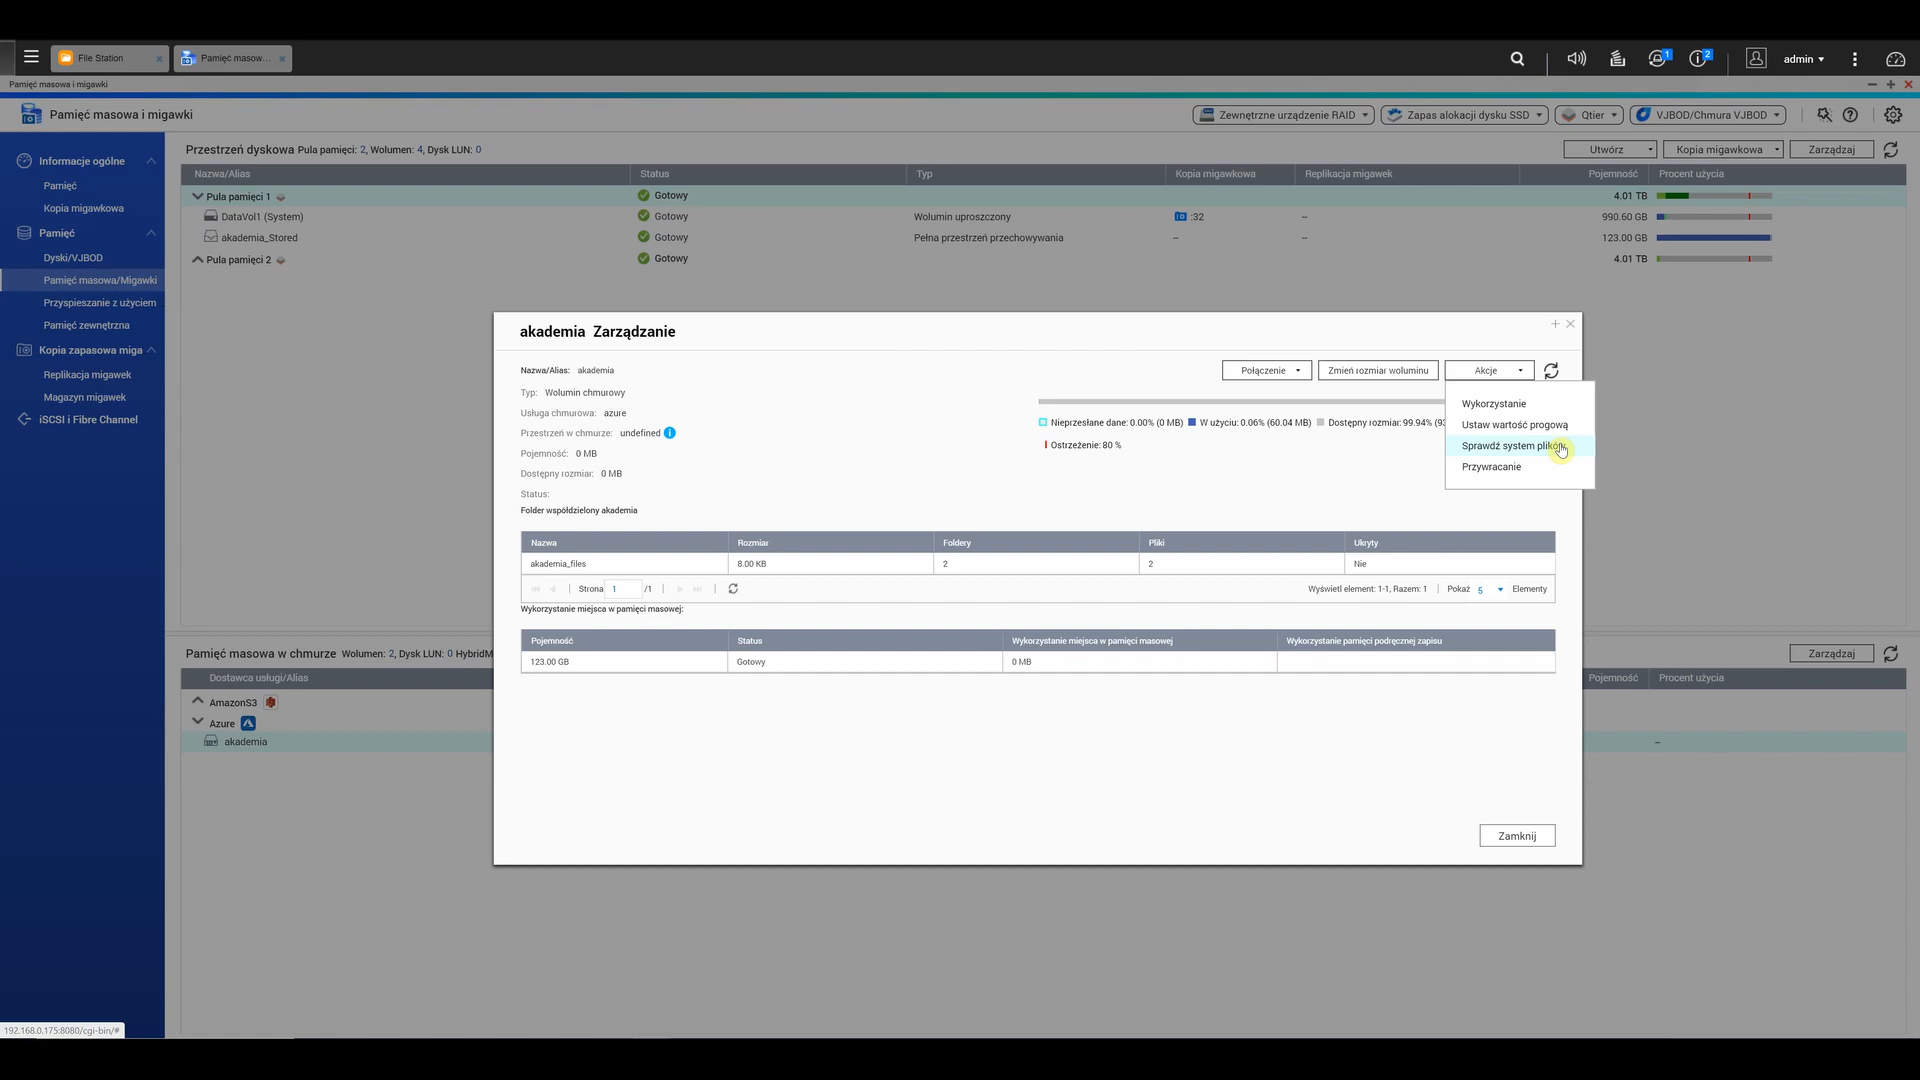 File Station
Pamięć masow...
1
2
admin
Pamięć masowa i migawki
Pamięć masowa i migawki
Zewnętrzne urządzenie RAID
Zapas alokacji dysku SSD
Qtier
VJBOD/Chmura VJBOD
Informacje ogólne
Pamięć
Kopia migawkowa
Pamięć
Dyski/VJBOD
Pamięć masowa/Migawki
Przyspieszanie z użyciem
Pamięć zewnętrzna
Kopia zapasowa miga
Replikacja migawek
Magazyn migawek
iSCSI i Fibre Channel
Przestrzeń dyskowa Pula pamięci: 2, Wolumen: 4, Dysk LUN: 0
Utwórz
Kopia migawkowa
Zarządzaj
Nazwa/Alias Status Typ Kopia migawkowa Replikacja migawek Pojemność Procent użycia
Pula pamięci 1 Gotowy 4.01 TB
DataVol1 (System) Gotowy Wolumin uproszczony :32 -- 990.60 GB
akademia_Stored Gotowy Pełna przestrzeń przechowywania -- -- 123.00 GB
Pula pamięci 2 Gotowy 4.01 TB
akademia Zarządzanie
Nazwa/Alias: akademia
Połączenie
Zmień rozmiar woluminu
Akcje
Typ: Wolumin chmurowy
Usługa chmurowa: azure
Przestrzeń w chmurze: undefined
Pojemność: 0 MB
Dostępny rozmiar: 0 MB
Status:
Nieprzesłane dane: 0.00% (0 MB) W użyciu: 0.06% (60.04 MB) Dostępny rozmiar: 99.94% (93
Ostrzeżenie: 80 %
Wykorzystanie
Ustaw wartość progową
Sprawdź system plików
Przywracanie
Folder współdzielony akademia
Nazwa Rozmiar Foldery Pliki Ukryty
akademia_files 8.00 KB 2 2 Nie
Strona 1 /1 Wyświetl element: 1-1, Razem: 1 Pokaż 5 Elementy
Wykorzystanie miejsca w pamięci masowej:
Pojemność Status Wykorzystanie miejsca w pamięci masowej Wykorzystanie pamięci podręcznej zapisu
123.00 GB Gotowy 0 MB
Zamknij
Pamięć masowa w chmurze Wolumen: 2, Dysk LUN: 0 HybridM
Zarządzaj
Dostawca usługi/Alias Pojemność Procent użycia
AmazonS3
Azure
akademia --
192.168.0.175:8080/cgi-bin/#